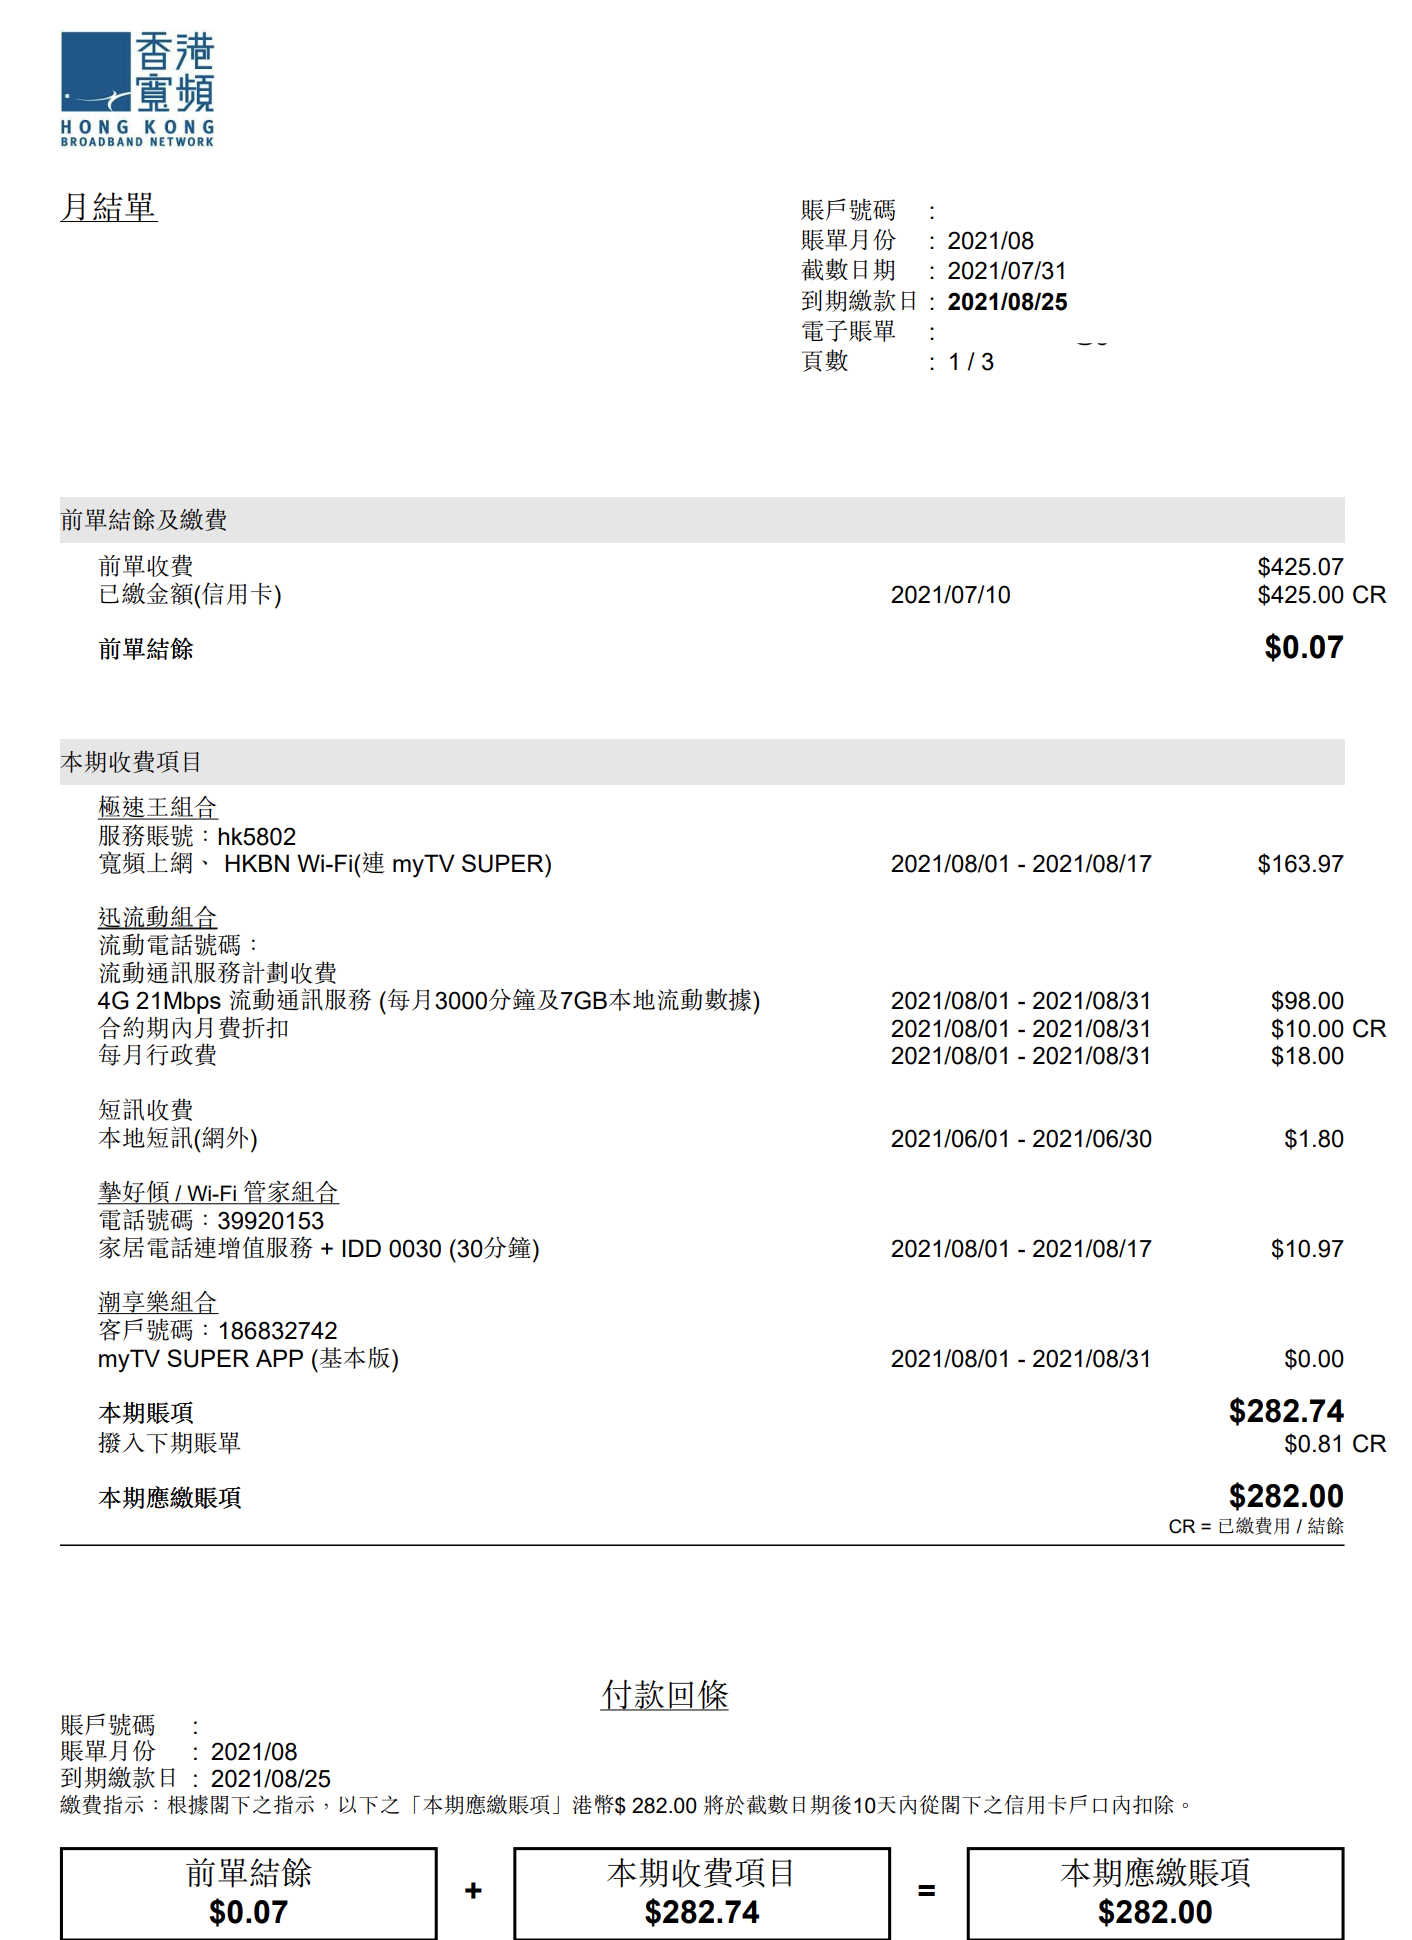 香港
寬頻
HONG KONG
BROADBAND NETWORK
月結單
賬戶號碼 :
賬單月份 : 2021/08
截數日期 : 2021/07/31
到期繳款日 : 2021/08/25
電子賬單 :
頁數 : 1 / 3
前單結餘及繳費
前單收費 $425.07
已繳金額(信用卡) 2021/07/10 $425.00 CR
前單結餘 $0.07
本期收費項目
極速王組合
服務賬號：hk5802
寬頻上網、 HKBN Wi-Fi(連 myTV SUPER) 2021/08/01 - 2021/08/17 $163.97
迅流動組合
流動電話號碼：
流動通訊服務計劃收費
4G 21Mbps 流動通訊服務 (每月3000分鐘及7GB本地流動數據) 2021/08/01 - 2021/08/31 $98.00
合約期內月費折扣 2021/08/01 - 2021/08/31 $10.00 CR
每月行政費 2021/08/01 - 2021/08/31 $18.00
短訊收費
本地短訊(網外) 2021/06/01 - 2021/06/30 $1.80
摯好傾 / Wi-Fi 管家組合
電話號碼：39920153
家居電話連增值服務 + IDD 0030 (30分鐘) 2021/08/01 - 2021/08/17 $10.97
潮享樂組合
客戶號碼：186832742
myTV SUPER APP (基本版) 2021/08/01 - 2021/08/31 $0.00
本期賬項 $282.74
撥入下期賬單 $0.81 CR
本期應繳賬項 $282.00
CR = 已繳費用 / 結餘
付款回條
賬戶號碼 :
賬單月份 : 2021/08
到期繳款日 : 2021/08/25
繳費指示：根據閣下之指示，以下之「本期應繳賬項」港幣$ 282.00 將於截數日期後10天內從閣下之信用卡戶口內扣除。
前單結餘 本期收費項目 本期應繳賬項
$0.07 + $282.74 = $282.00